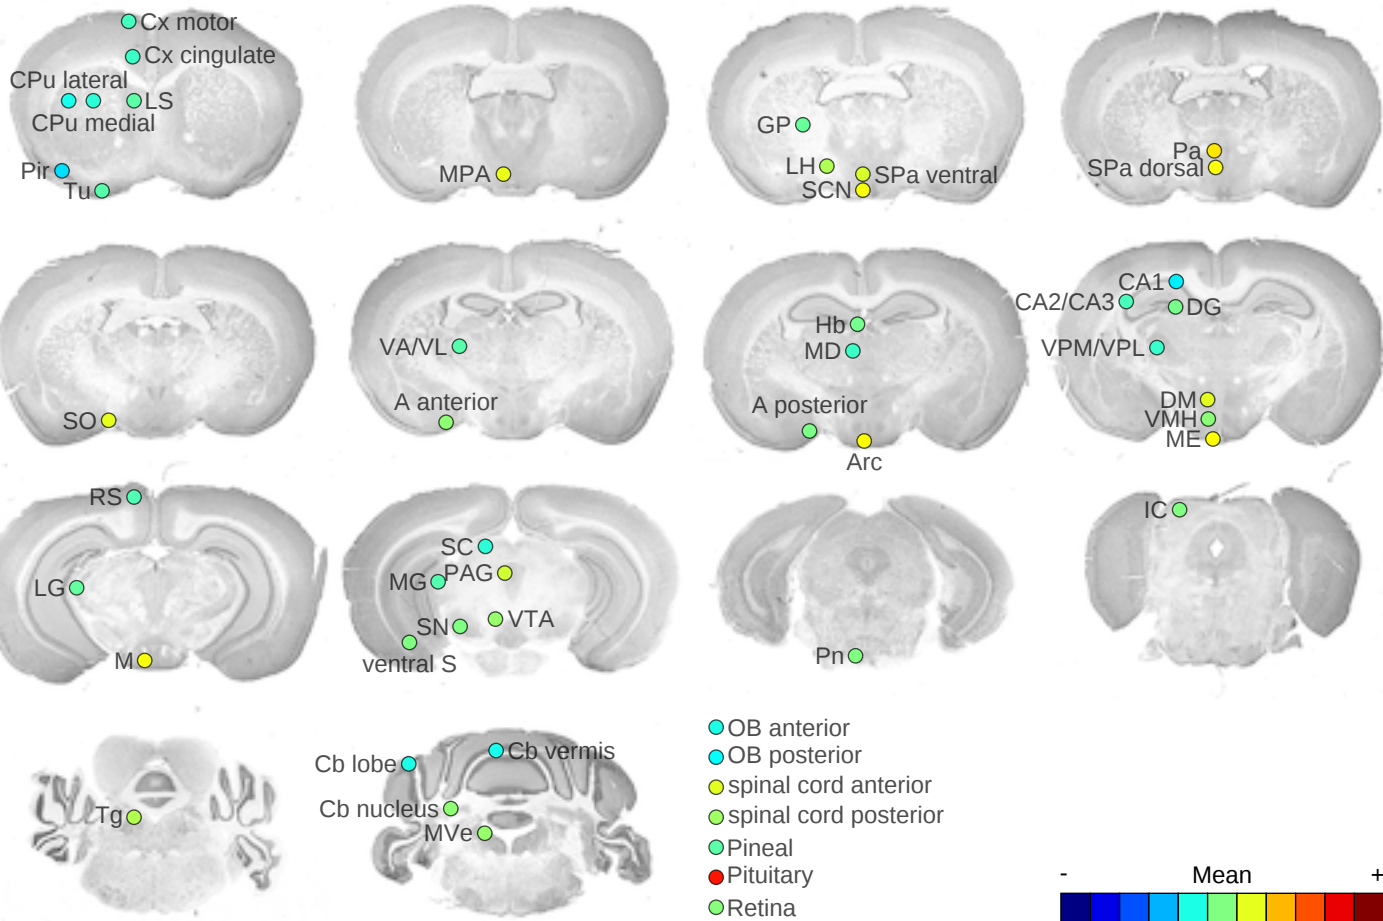 Cx motor
Cx cingulate
CPu lateral
LS
CPu medial
Pir
Tu
MPA
GP
LH
SPa ventral
SCN
Pa
SPa dorsal
SO
VA/VL
A anterior
Hb
MD
A posterior
Arc
CA1
CA2/CA3
DG
VPM/VPL
DM
VMH
ME
RS
LG
M
SC
PAG
MG
VTA
SN
ventral S
Pn
IC
Tg
Cb vermis
Cb lobe
Cb nucleus
MVe
OB anterior
OB posterior
spinal cord anterior
spinal cord posterior
Pineal
Pituitary
Retina
- Mean +